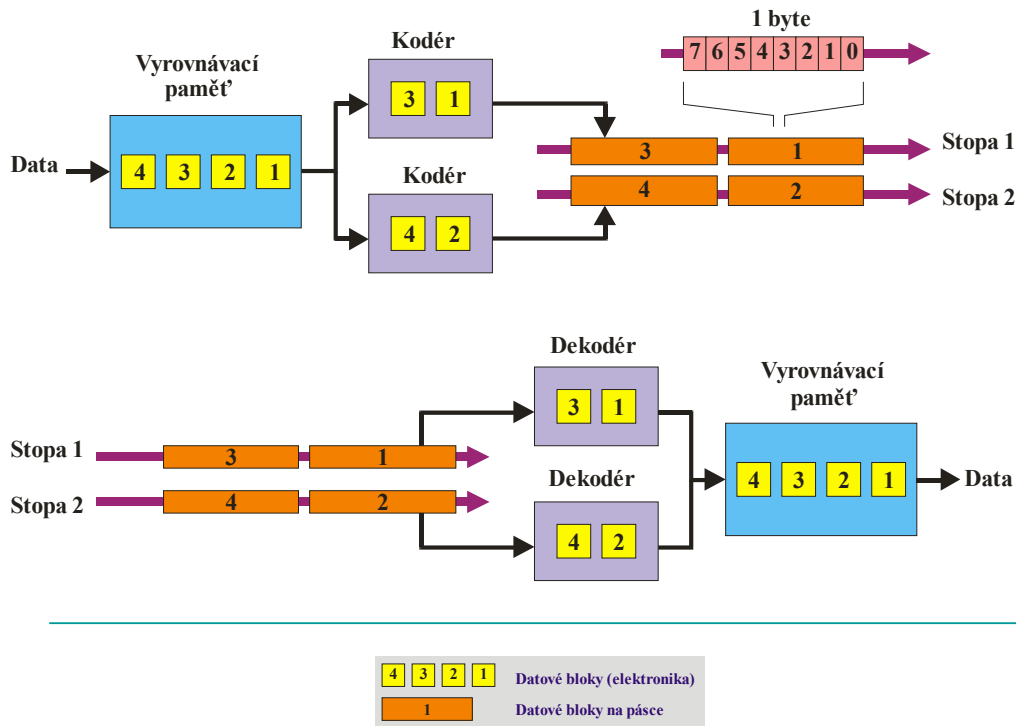 1 byte
7 6 5 4 3 2 1 0
Kodér
3 1
Vyrovnávací
paměť
Data
4 3 2 1
Kodér
4 2
3 1
Stopa 1
4 2
Stopa 2
Dekodér
3 1
Stopa 1
3 1
Stopa 2
4 2
Dekodér
4 2
Vyrovnávací
paměť
4 3 2 1
Data
4 3 2 1 Datové bloky (elektronika)
1 Datové bloky na pásce